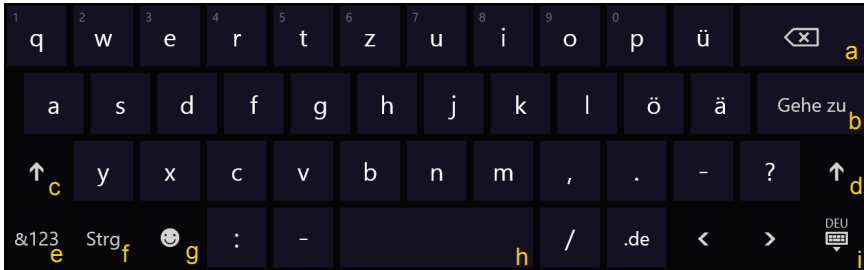 1 2 3 4 5 6 7 8 9 0
q w e r t z u i o p ü a
a s d f g h j k l ö ä Gehe zu b
c y x c v b n m , . - ? d
&123 e Strg f g : - h / .de < > DEU i